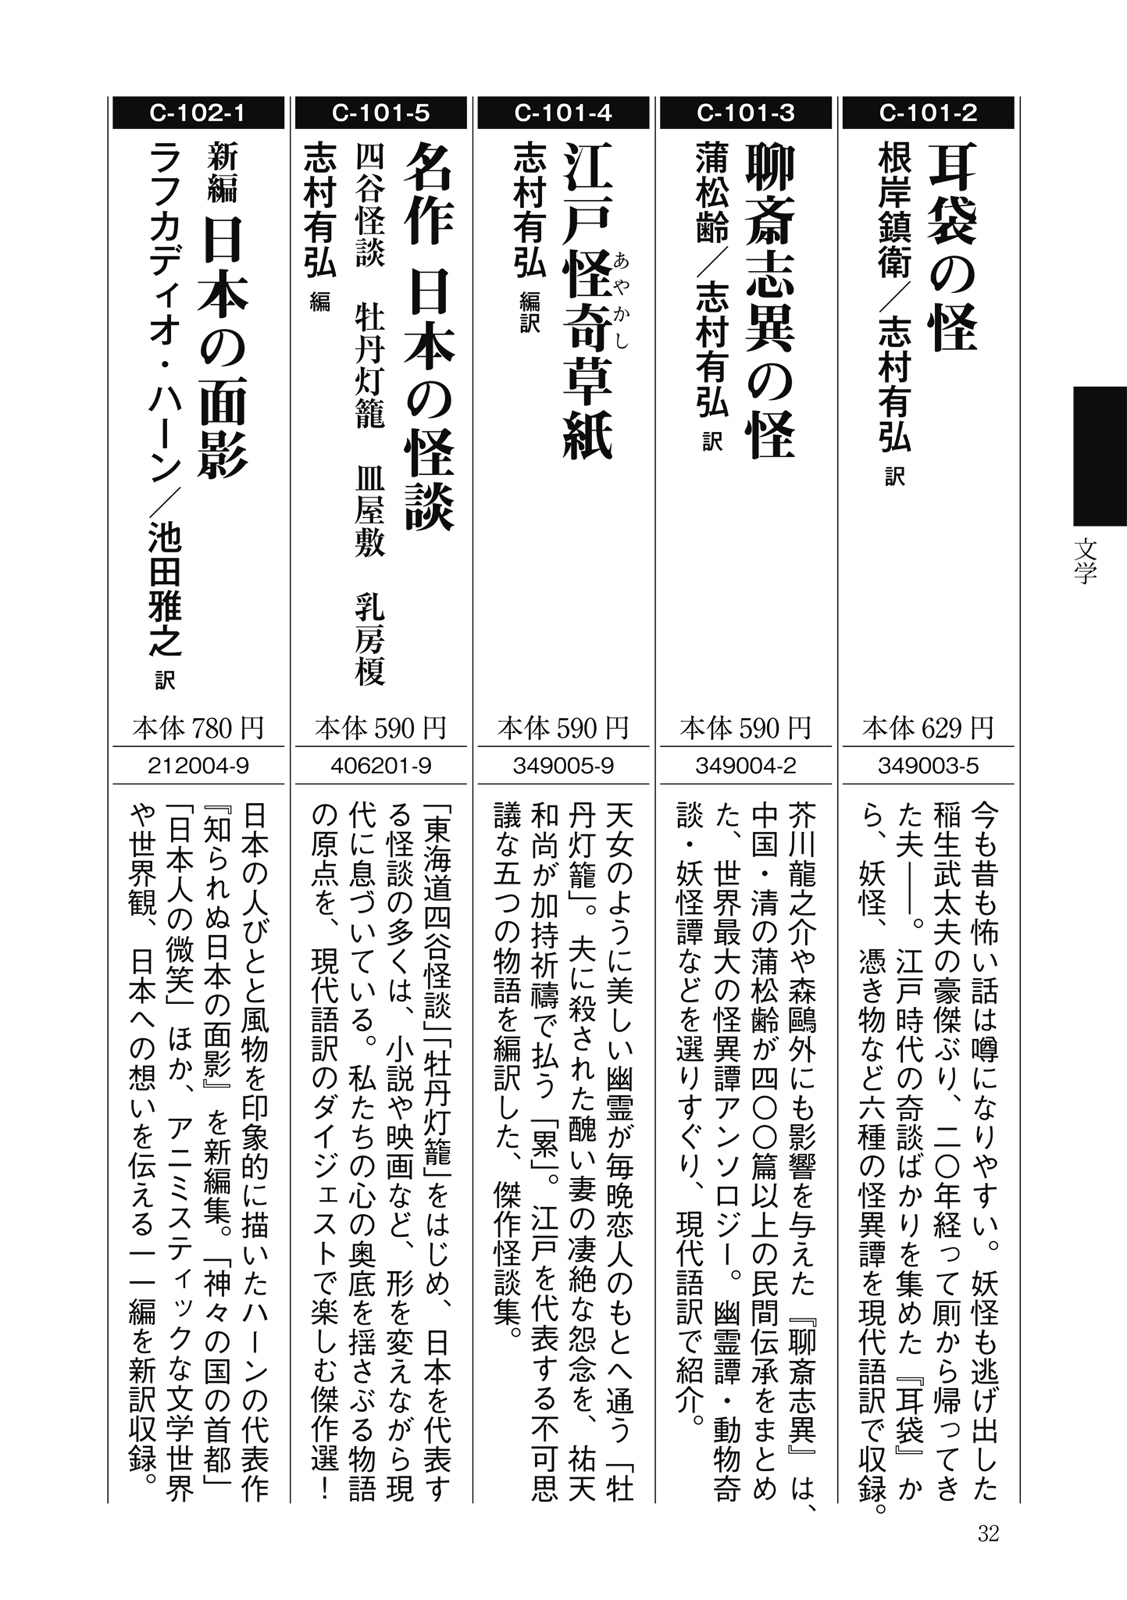 文学
C-101-2
耳袋の怪
根岸鎮衛／志村有弘 訳
本体 629 円
349003-5
今も昔も怖い話は噂になりやすい。妖怪も逃げ出した
稲生武太夫の豪傑ぶり、二〇年経って厠から帰ってき
た夫――。江戸時代の奇談ばかりを集めた『耳袋』か
ら、妖怪、憑き物など六種の怪異譚を現代語訳で収録。
C-101-3
聊斎志異の怪
蒲松齢／志村有弘 訳
本体 590 円
349004-2
芥川龍之介や森鷗外にも影響を与えた『聊斎志異』は、
中国・清の蒲松齢が四〇〇篇以上の民間伝承をまとめ
た、世界最大の怪異譚アンソロジー。幽霊譚・動物奇
談・妖怪譚などを選りすぐり、現代語訳で紹介。
C-101-4
江戸怪奇草紙
あやかし
志村有弘 編訳
本体 590 円
349005-9
天女のように美しい幽霊が毎晩恋人のもとへ通う「牡
丹灯籠」。夫に殺された醜い妻の凄絶な怨念を、祐天
和尚が加持祈禱で払う「累」。江戸を代表する不可思
議な五つの物語を編訳した、傑作怪談集。
C-101-5
名作 日本の怪談
四谷怪談 牡丹灯籠 皿屋敷 乳房榎
志村有弘 編
本体 590 円
406201-9
「東海道四谷怪談」「牡丹灯籠」をはじめ、日本を代表す
る怪談の多くは、小説や映画など、形を変えながら現
代に息づいている。私たちの心の奥底を揺さぶる物語
の原点を、現代語訳のダイジェストで楽しむ傑作選！
C-102-1
新編 日本の面影
ラフカディオ・ハーン／池田雅之 訳
本体 780 円
212004-9
日本の人びとと風物を印象的に描いたハーンの代表作
『知られぬ日本の面影』を新編集。「神々の国の首都」
「日本人の微笑」ほか、アニミスティックな文学世界
や世界観、日本への想いを伝える一一編を新訳収録。
32